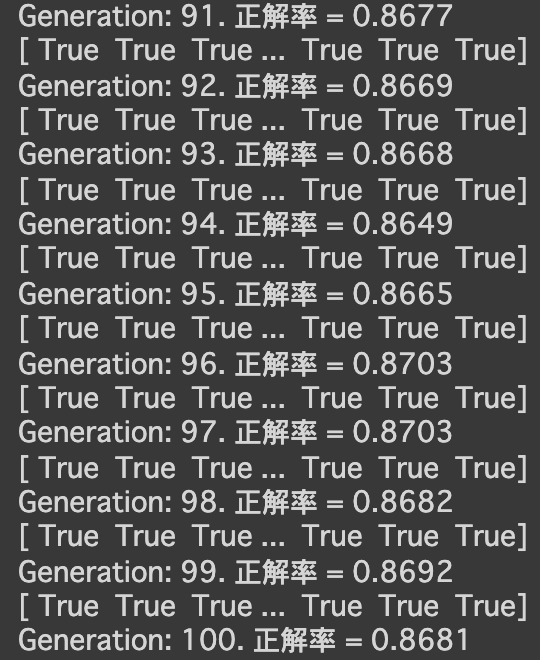 Generation: 91. 正解率 = 0.8677
[ True  True  True ...  True  True  True]
Generation: 92. 正解率 = 0.8669
[ True  True  True ...  True  True  True]
Generation: 93. 正解率 = 0.8668
[ True  True  True ...  True  True  True]
Generation: 94. 正解率 = 0.8649
[ True  True  True ...  True  True  True]
Generation: 95. 正解率 = 0.8665
[ True  True  True ...  True  True  True]
Generation: 96. 正解率 = 0.8703
[ True  True  True ...  True  True  True]
Generation: 97. 正解率 = 0.8703
[ True  True  True ...  True  True  True]
Generation: 98. 正解率 = 0.8682
[ True  True  True ...  True  True  True]
Generation: 99. 正解率 = 0.8692
[ True  True  True ...  True  True  True]
Generation: 100. 正解率 = 0.8681